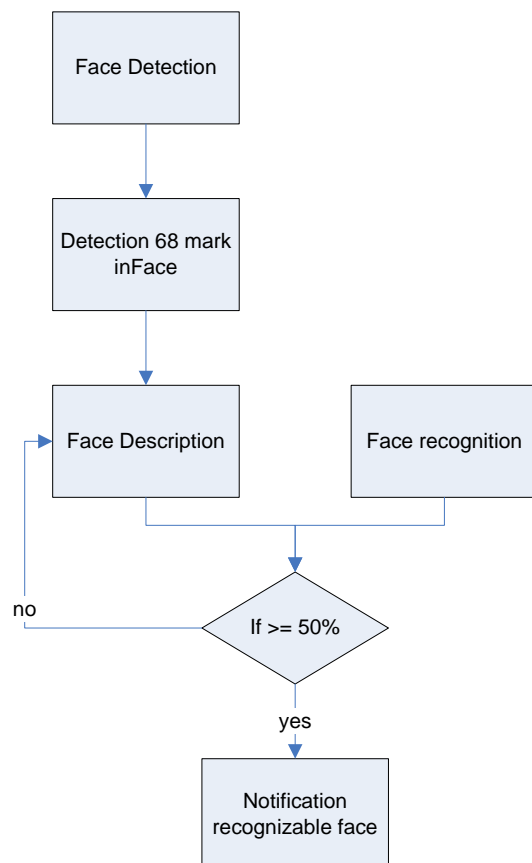 Face Detection
Detection 68 mark
inFace
Face Description
Face recognition
no
If >= 50%
yes
Notification
recognizable face